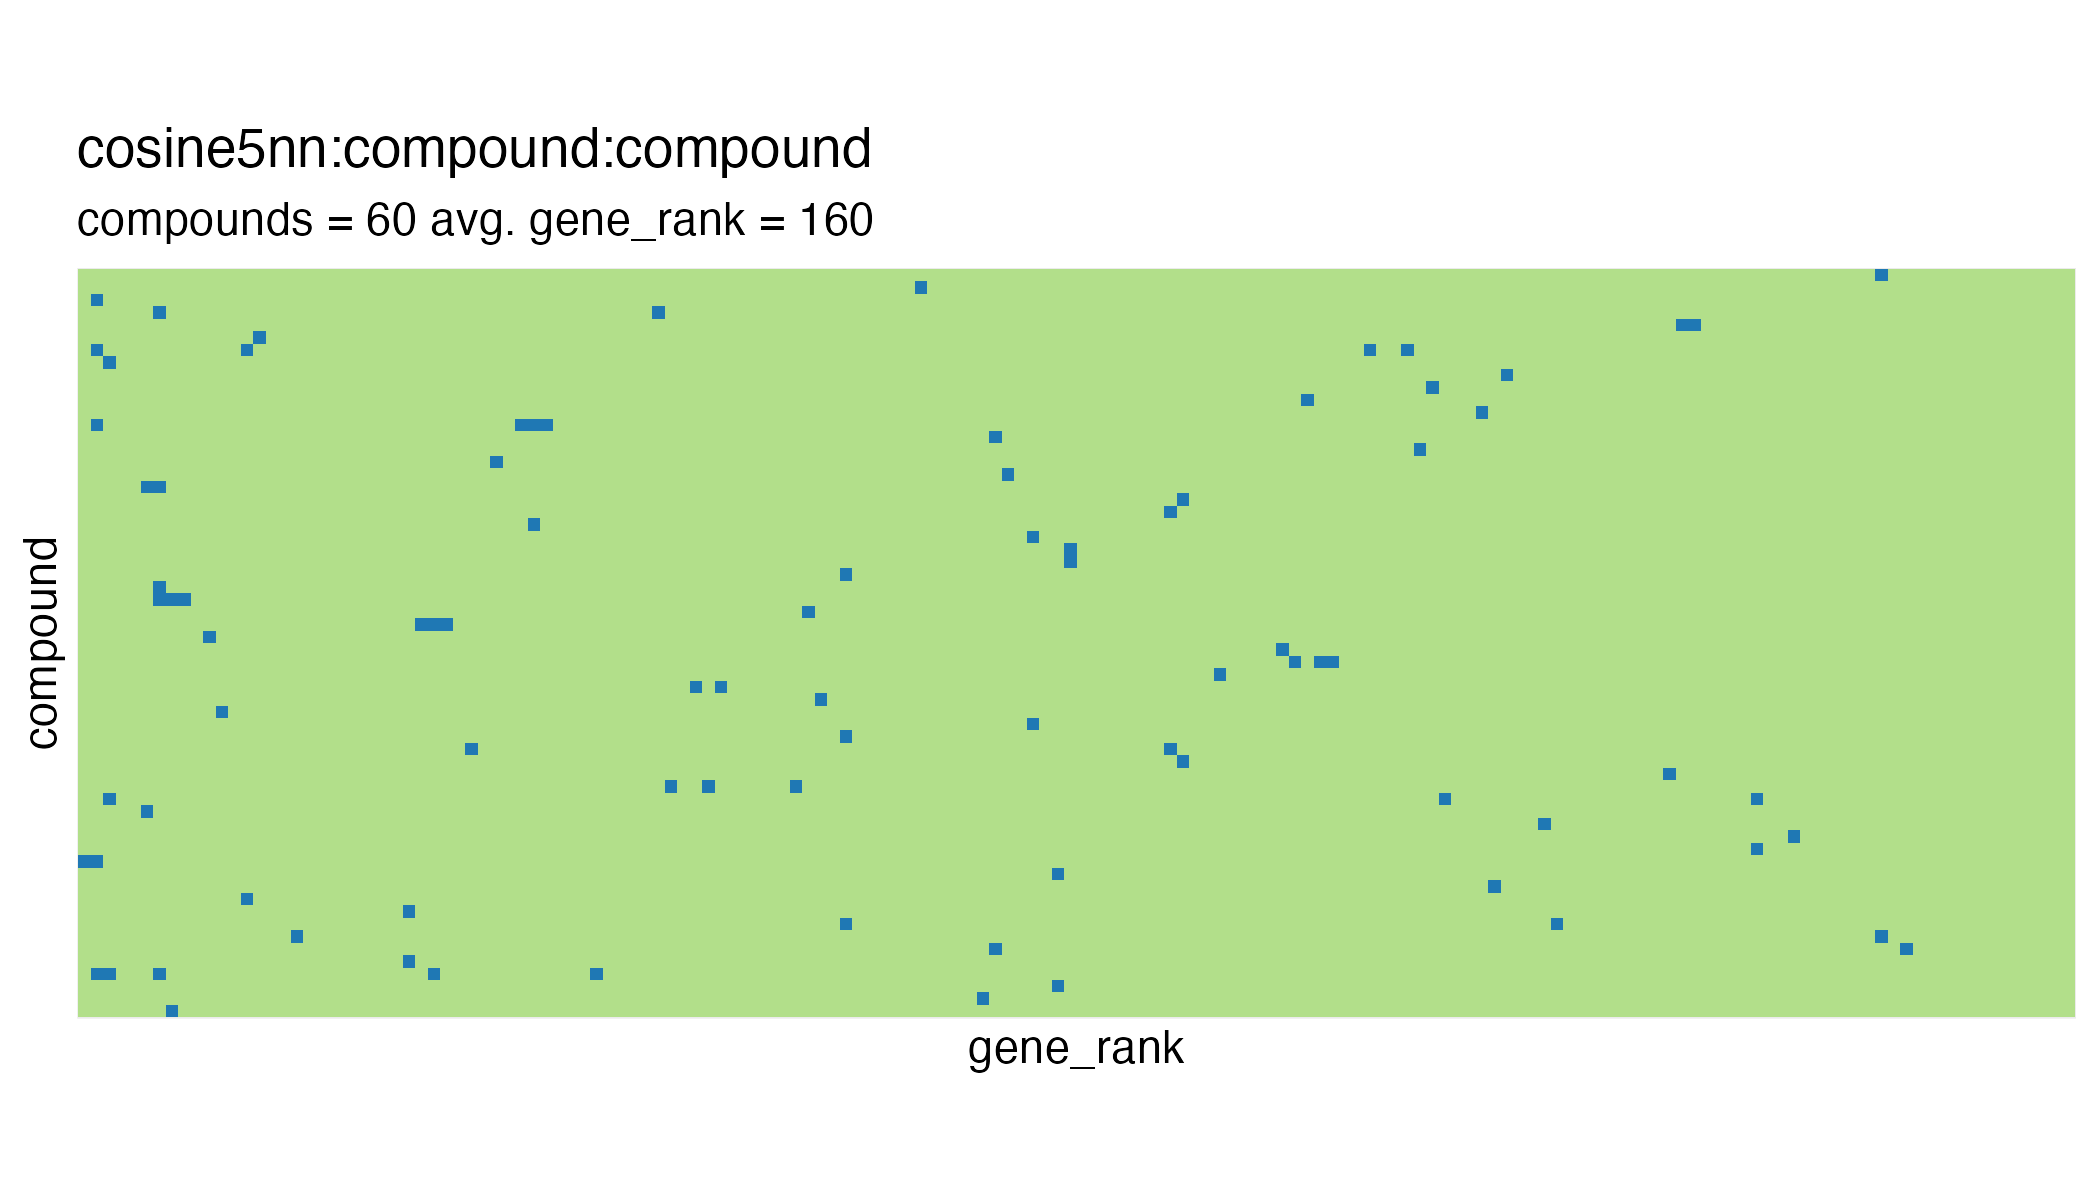 cosine5nn:compound:compound
compounds = 60 avg. gene_rank = 160
compound
gene_rank